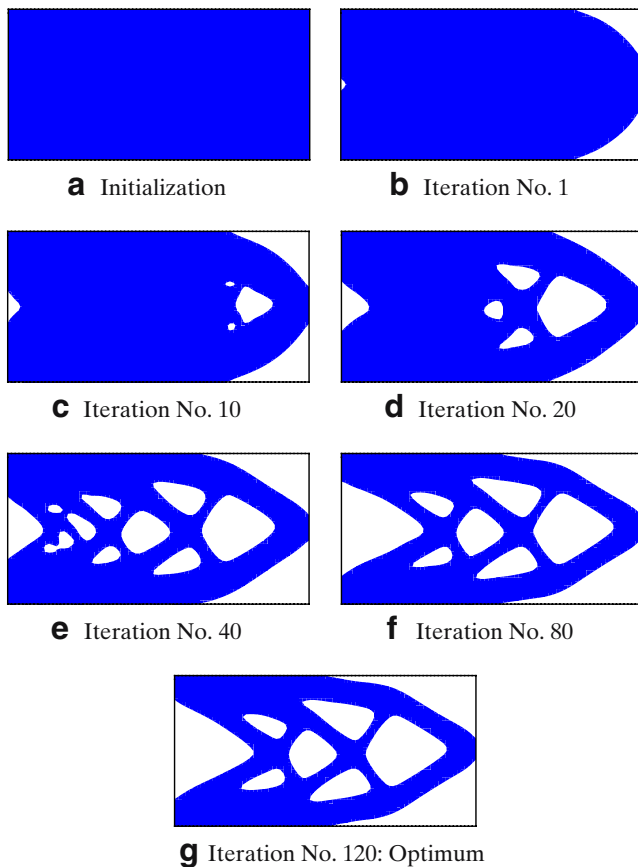 a Initialization
b Iteration No. 1
c Iteration No. 10
d Iteration No. 20
e Iteration No. 40
f Iteration No. 80
g Iteration No. 120: Optimum